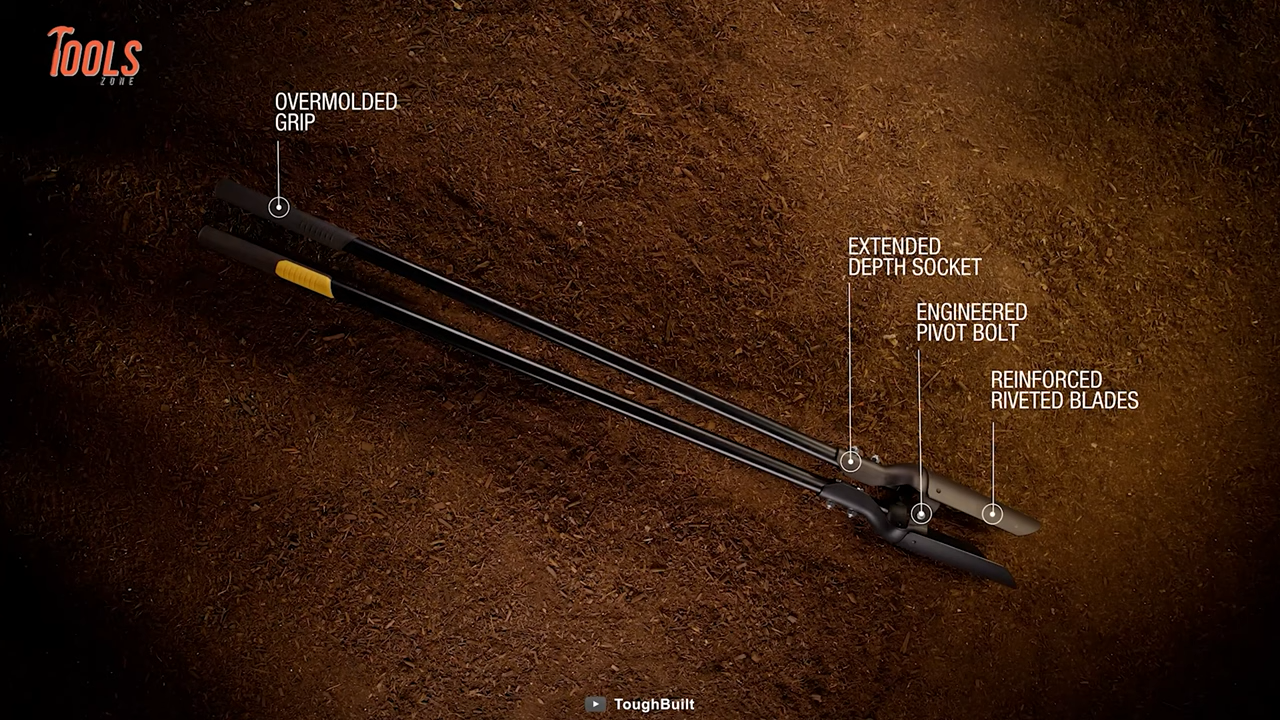 TOOLS
ZONE
OVERMOLDED
GRIP
EXTENDED
DEPTH SOCKET
ENGINEERED
PIVOT BOLT
REINFORCED
RIVETED BLADES
ToughBuilt